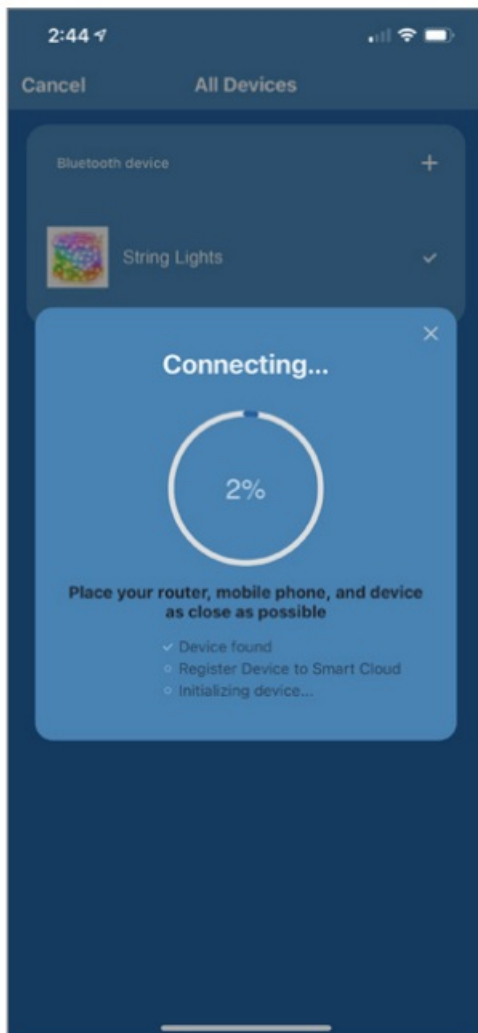 2:44
Cancel All Devices
Bluetooth device
String Lights
Connecting...
2%
Place your router, mobile phone, and device
as close as possible
Device found
Register Device to Smart Cloud
Initializing device...